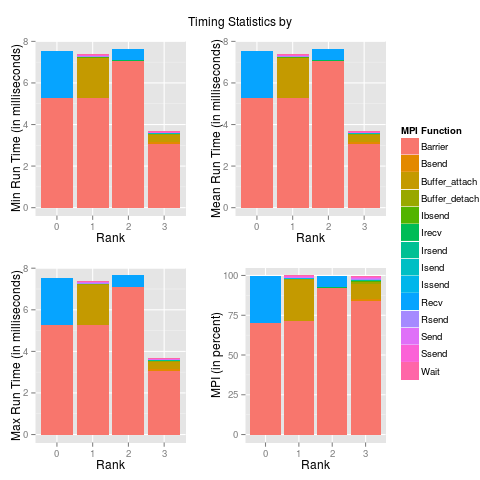 Timing Statistics by
Min Run Time (in milliseconds)
8
6
4
2
0
0 1 2 3
Rank
Mean Run Time (in milliseconds)
8
6
4
2
0
0 1 2 3
Rank
Max Run Time (in milliseconds)
8
6
4
2
0
0 1 2 3
Rank
MPI (in percent)
100
75
50
25
0
0 1 2 3
Rank
MPI Function
Barrier
Bsend
Buffer_attach
Buffer_detach
Ibsend
Irecv
Irsend
Isend
Issend
Recv
Rsend
Send
Ssend
Wait